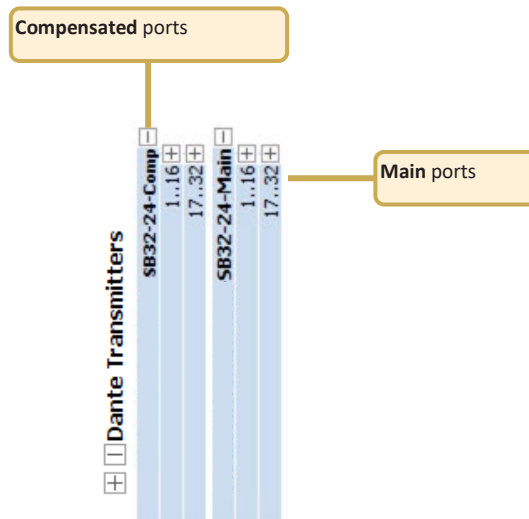 Compensated ports
Main ports
Dante Transmitters
SB32-24-Comp
1..16
17..32
SB32-24-Main
1..16
17..32